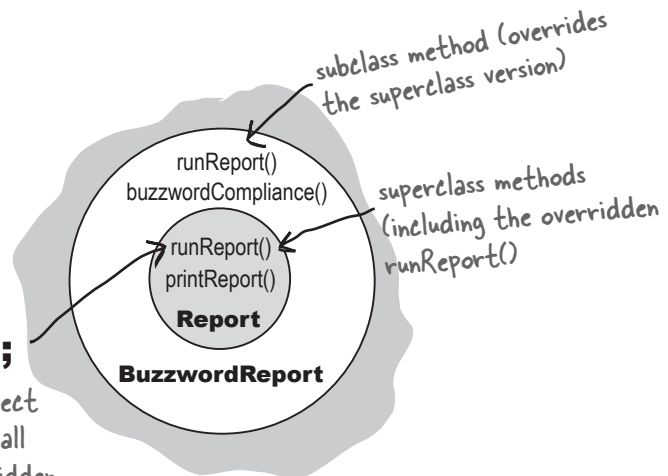 subclass method (overrides
the superclass version)
runReport()
buzzwordCompliance()
superclass methods
(including the overridden
runReport()
runReport()
printReport()
Report
;
BuzzwordReport
ect
all
dden